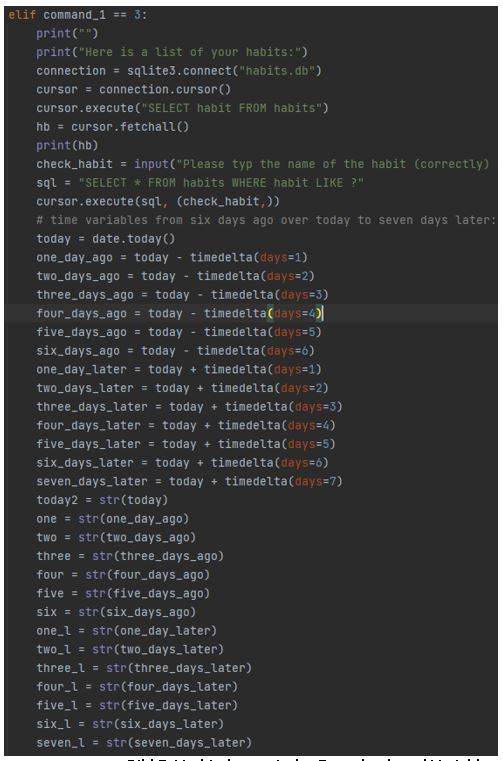 elif command_1 == 3:
    print("")
    print("Here is a list of your habits:")
    connection = sqlite3.connect("habits.db")
    cursor = connection.cursor()
    cursor.execute("SELECT habit FROM habits")
    hb = cursor.fetchall()
    print(hb)
    check_habit = input("Please typ the name of the habit (correctly)
    sql = "SELECT * FROM habits WHERE habit LIKE ?"
    cursor.execute(sql, (check_habit,))
    # time variables from six days ago over today to seven days later:
    today = date.today()
    one_day_ago = today - timedelta(days=1)
    two_days_ago = today - timedelta(days=2)
    three_days_ago = today - timedelta(days=3)
    four_days_ago = today - timedelta(days=4)
    five_days_ago = today - timedelta(days=5)
    six_days_ago = today - timedelta(days=6)
    one_day_later = today + timedelta(days=1)
    two_days_later = today + timedelta(days=2)
    three_days_later = today + timedelta(days=3)
    four_days_later = today + timedelta(days=4)
    five_days_later = today + timedelta(days=5)
    six_days_later = today + timedelta(days=6)
    seven_days_later = today + timedelta(days=7)
    today2 = str(today)
    one = str(one_day_ago)
    two = str(two_days_ago)
    three = str(three_days_ago)
    four = str(four_days_ago)
    five = str(five_days_ago)
    six = str(six_days_ago)
    one_l = str(one_day_later)
    two_l = str(two_days_later)
    three_l = str(three_days_later)
    four_l = str(four_days_later)
    five_l = str(five_days_later)
    six_l = str(six_days_later)
    seven_l = str(seven_days_later)